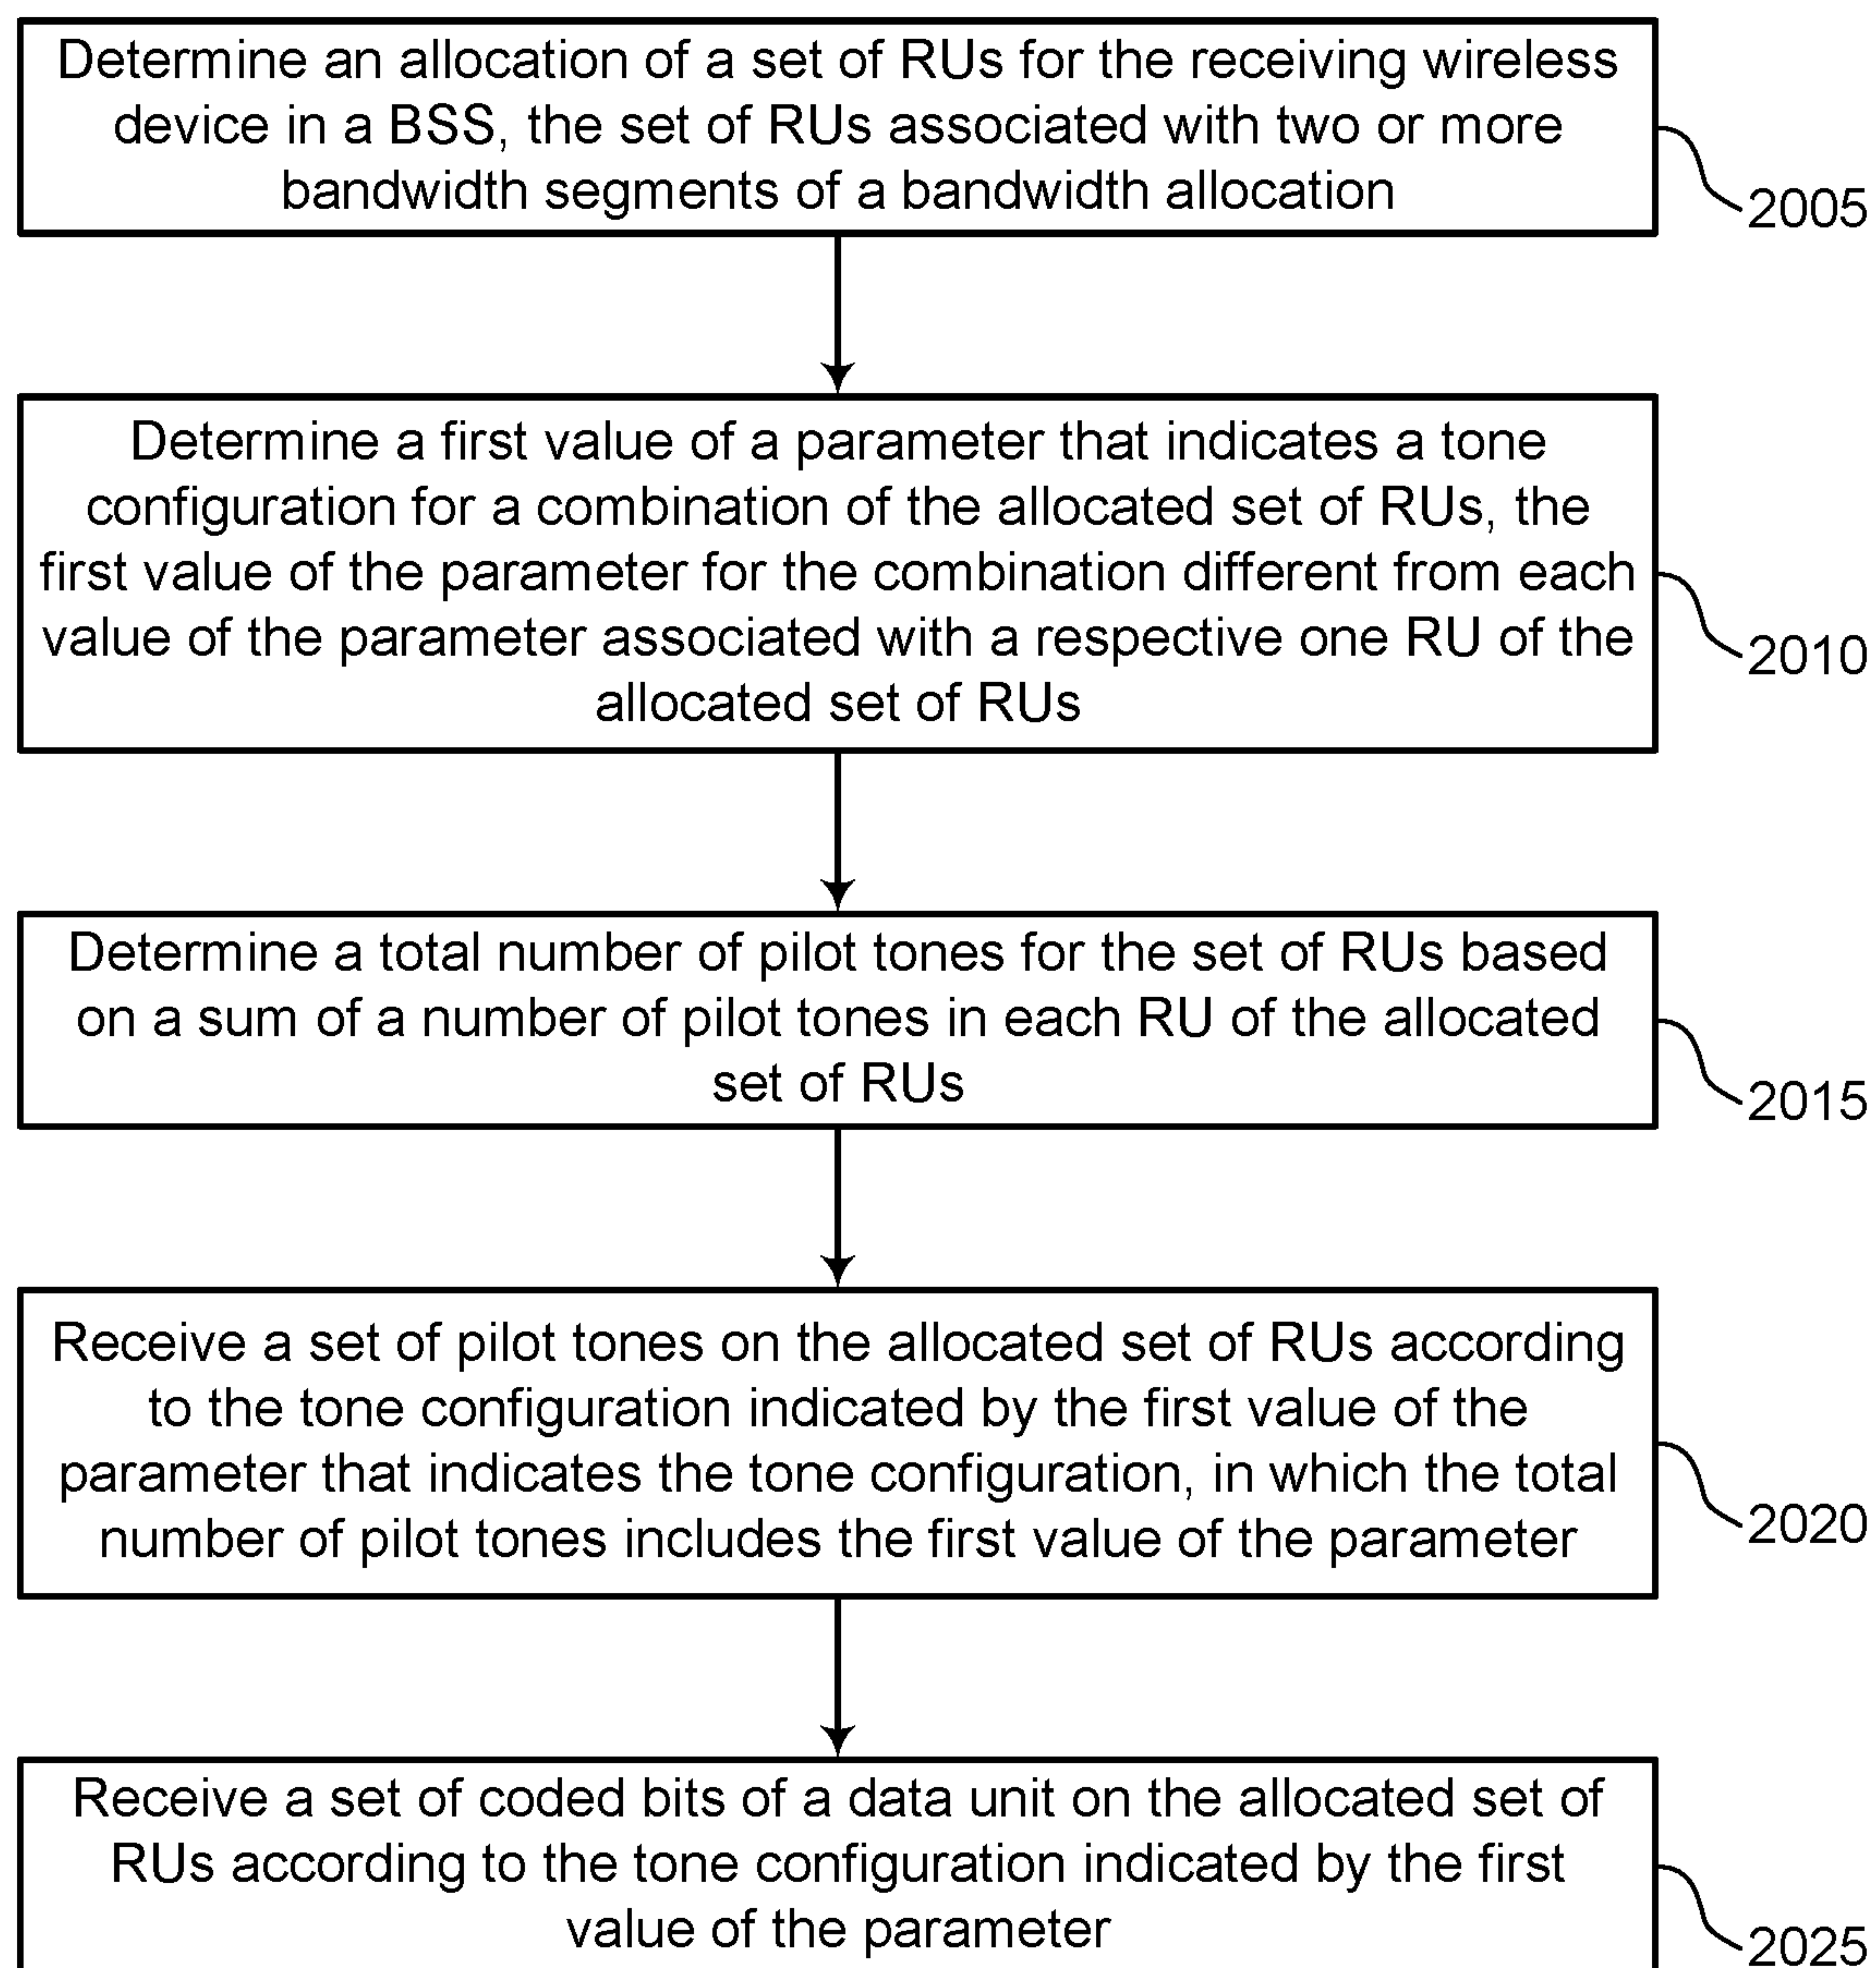 Determine an allocation of a set of RUs for the receiving wireless
device in a BSS, the set of RUs associated with two or more
bandwidth segments of a bandwidth allocation
2005
Determine a first value of a parameter that indicates a tone
configuration for a combination of the allocated set of RUs, the
first value of the parameter for the combination different from each
value of the parameter associated with a respective one RU of the
allocated set of RUs
2010
Determine a total number of pilot tones for the set of RUs based
on a sum of a number of pilot tones in each RU of the allocated
set of RUs
2015
Receive a set of pilot tones on the allocated set of RUs according
to the tone configuration indicated by the first value of the
parameter that indicates the tone configuration, in which the total
number of pilot tones includes the first value of the parameter
2020
Receive a set of coded bits of a data unit on the allocated set of
RUs according to the tone configuration indicated by the first
value of the parameter
2025